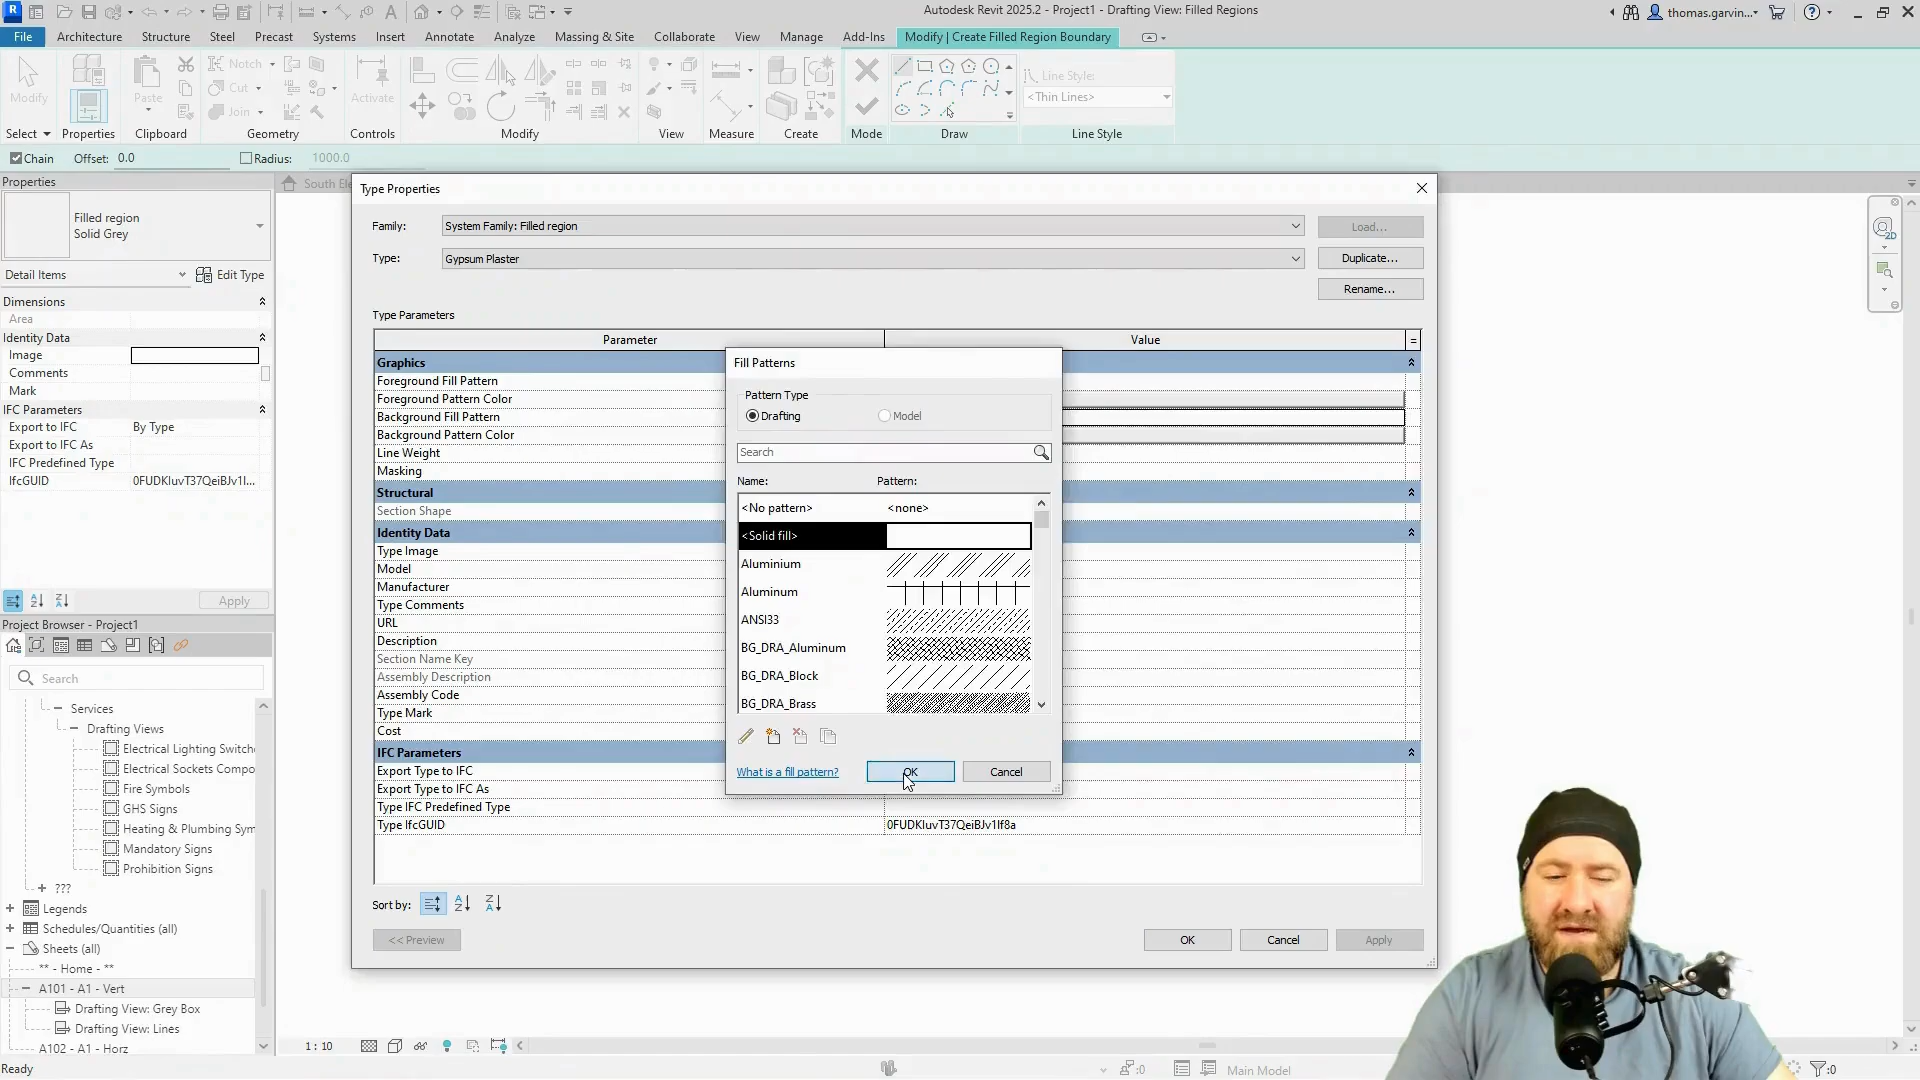 Autodesk Revit 2025.2 - Project1 - Drafting View: Filled Regions
thomas.garvin...
File Architecture Structure Steel Precast Systems Insert Annotate Analyze Massing & Site Collaborate View Manage Add-Ins Modify | Create Filled Region Boundary
Modify
Paste
Notch
Cut
Join
Activate
Line Style:
<Thin Lines>
Select Properties Clipboard Geometry Controls Modify View Measure Create Mode Draw Line Style
Chain Offset: 0.0 Radius: 1000.0
Properties
South Ele
Filled region
Solid Grey
Detail Items Edit Type
Dimensions
Area
Identity Data
Image
Comments
Mark
IFC Parameters
Export to IFC By Type
Export to IFC As
IFC Predefined Type
IfcGUID 0FUDKIuvT37QeiBJv1I...
Apply
Project Browser - Project1
Search
Services
Drafting Views
Electrical Lighting Switche
Electrical Sockets Compo
Fire Symbols
GHS Signs
Heating & Plumbing Sym
Mandatory Signs
Prohibition Signs
???
Legends
Schedules/Quantities (all)
Sheets (all)
** - Home - **
A101 - A1 - Vert
Drafting View: Grey Box
Drafting View: Lines
A102 - A1 - Horz
Type Properties
Family: System Family: Filled region Load...
Type: Gypsum Plaster Duplicate...
Rename...
Type Parameters
Parameter Value =
Graphics
Foreground Fill Pattern
Foreground Pattern Color
Background Fill Pattern
Background Pattern Color
Line Weight
Masking
Structural
Section Shape
Identity Data
Type Image
Model
Manufacturer
Type Comments
URL
Description
Section Name Key
Assembly Description
Assembly Code
Type Mark
Cost
IFC Parameters
Export Type to IFC
Export Type to IFC As
Type IFC Predefined Type
Type IfcGUID 0FUDKIuvT37QeiBJv1If8a
Sort by:
<< Preview OK Cancel Apply
Fill Patterns
Pattern Type
Drafting Model
Search
Name: Pattern:
<No pattern> <none>
<Solid fill>
Aluminium
Aluminum
ANSI33
BG_DRA_Aluminum
BG_DRA_Block
BG_DRA_Brass
What is a fill pattern? OK Cancel
1 : 10
Ready
:0 Main Model :0